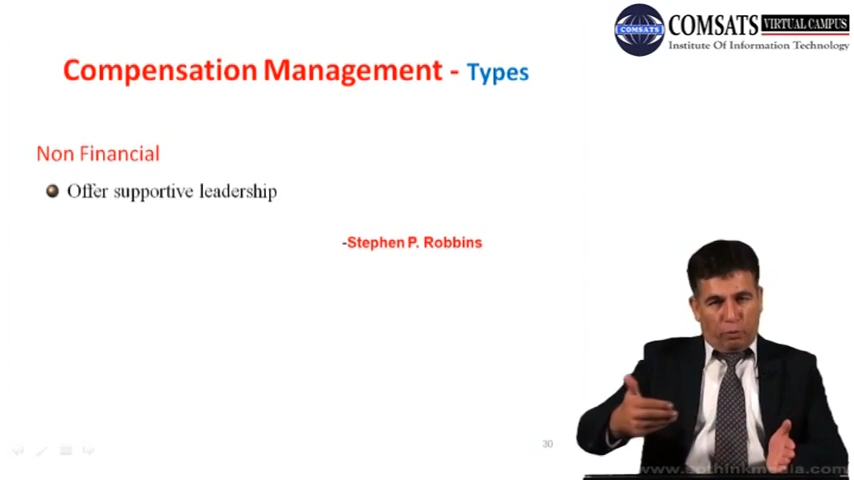 COMSATS VIRTUAL CAMPUS
COMSATS
Institute Of Information Technology
Compensation Management - Types
Non Financial
Offer supportive leadership
-Stephen P. Robbins
30
www.sothinkmedia.com